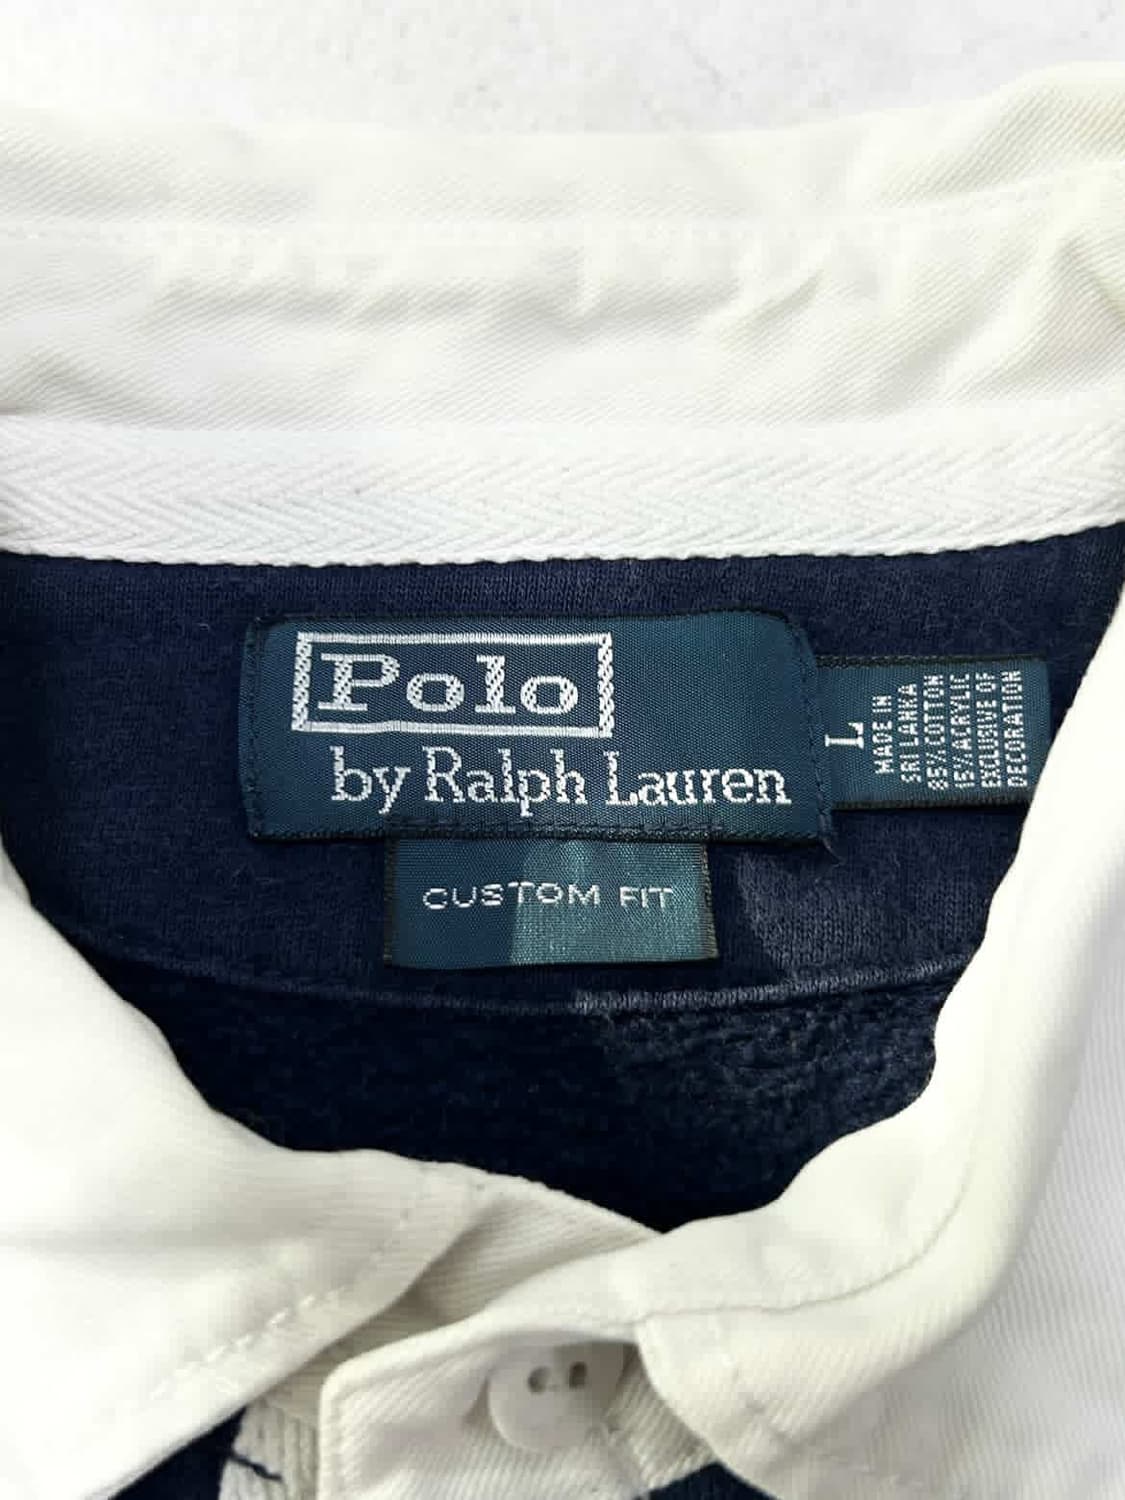 Polo
by Ralph Lauren
CUSTOM FIT
L
MADE IN
SRI LANKA
85% COTTON
15% ACRYLIC
EXCLUSIVE OF
DECORATION